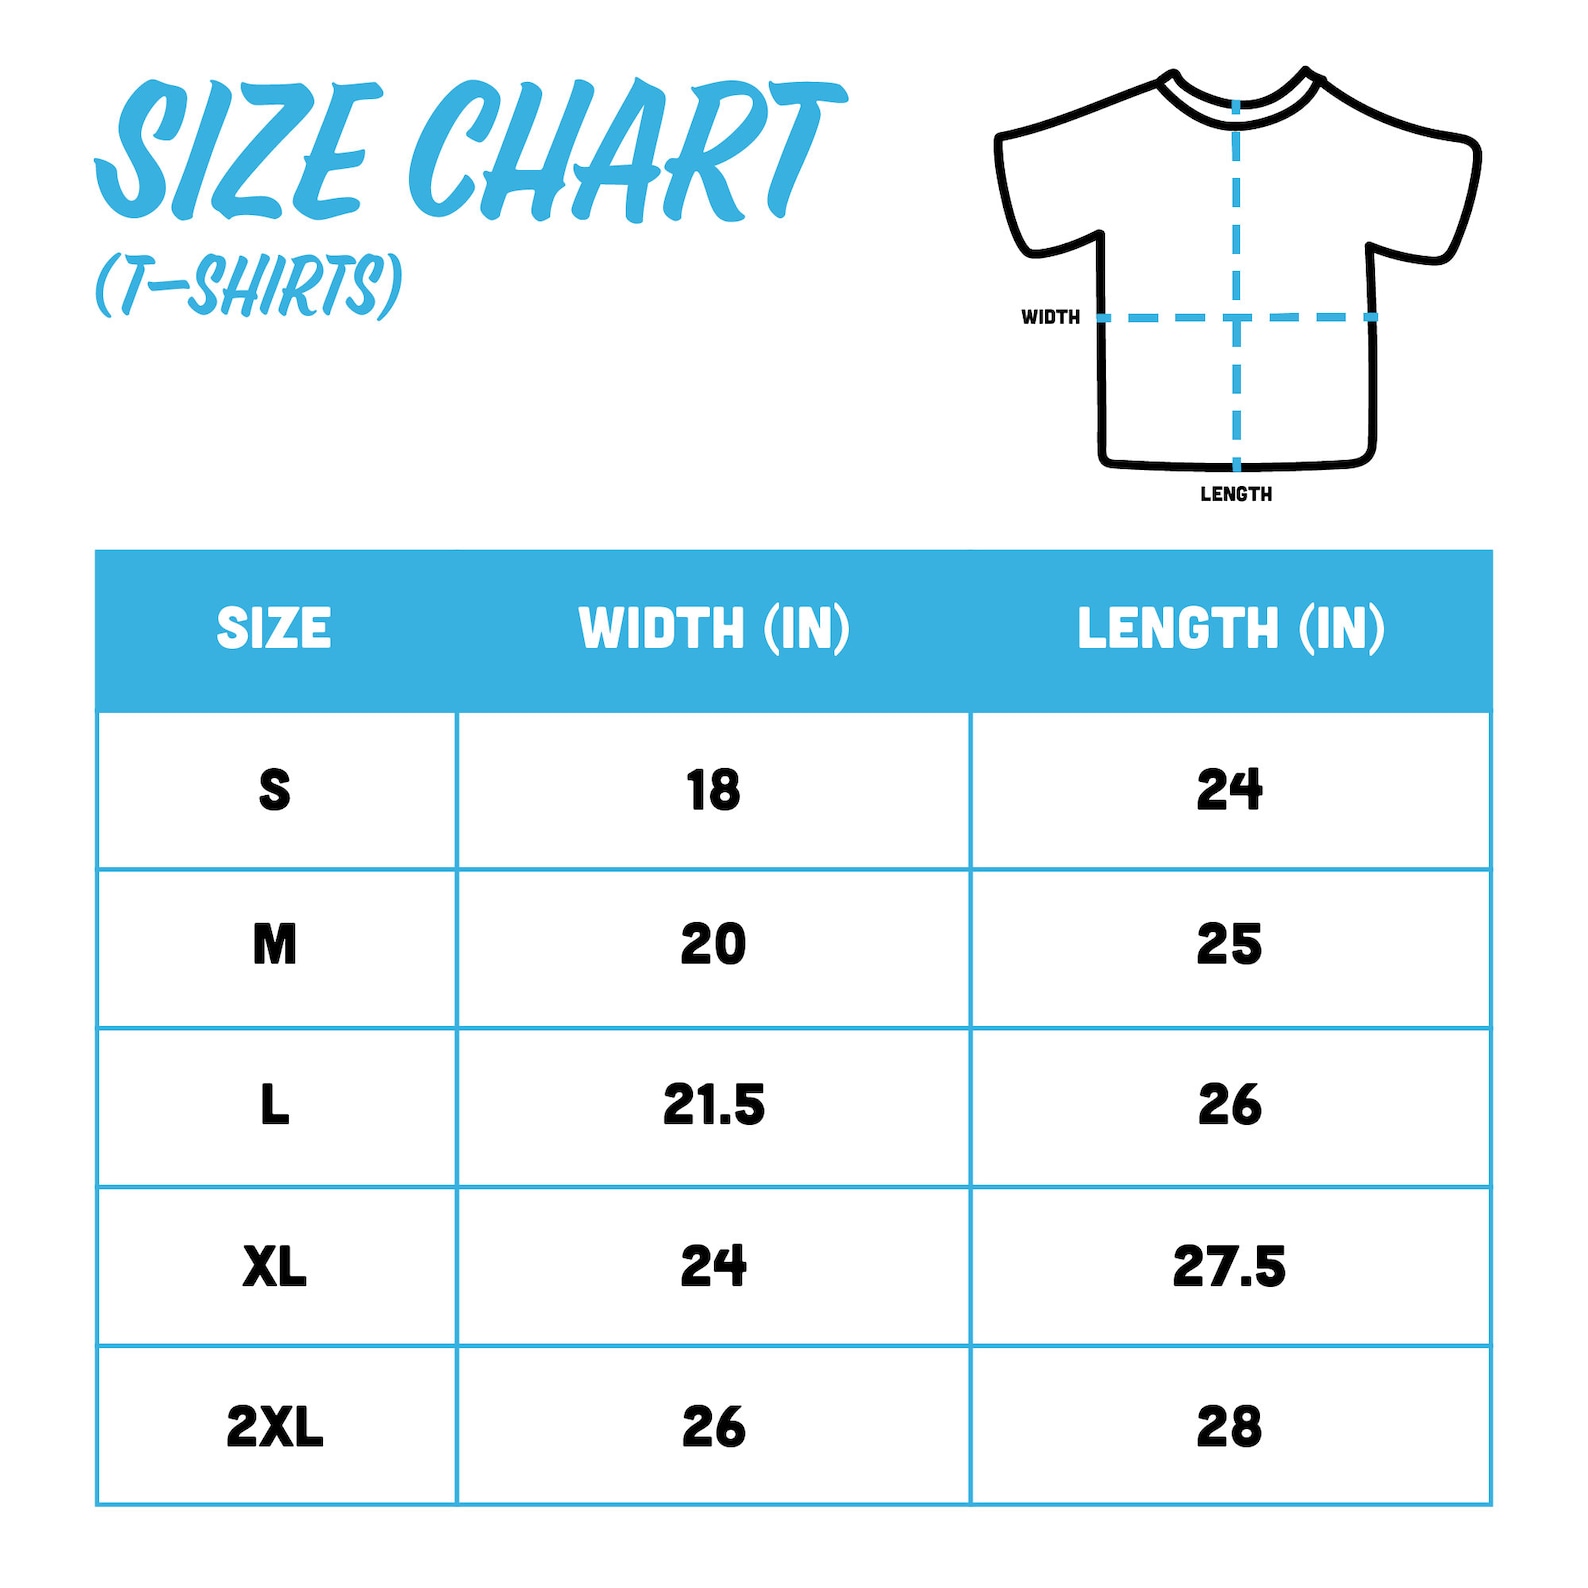 SIZE CHART
(T-SHIRTS)
WIDTH
LENGTH
SIZE WIDTH (IN) LENGTH (IN)
S 18 24
M 20 25
L 21.5 26
XL 24 27.5
2XL 26 28